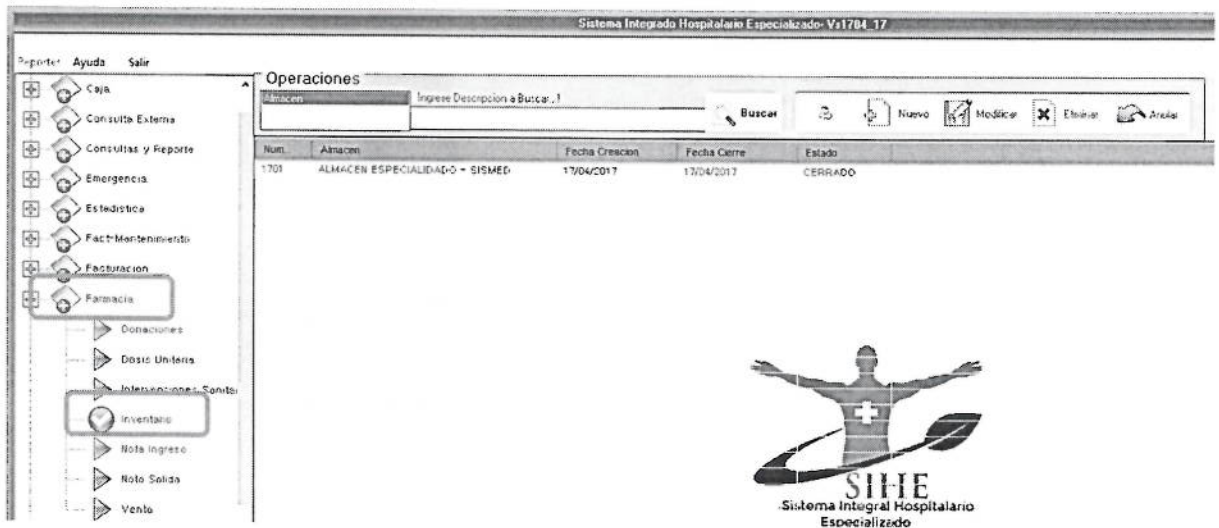 Sistema Integrado Hospitalario Especializado- Vs1784_17
Reportes Ayuda Salir
Caja
Consulta Externa
Consultas y Reporte
Emergencia
Estadistica
Fact-Mantenimiento
Facturacion
Farmacia
Donaciones
Dosis Unitaria
Intervenciones Sanitar
Inventario
Nota Ingreso
Nota Salida
Venta
Operaciones
Almacen Ingrese Descripcion a Buscar..!
Buscar Nuevo Modificar Eliminar Anular
Num. Almacen Fecha Creacion Fecha Cierre Estado
1701 ALMACEN ESPECIALIDADO - SISMED 17/04/2017 17/04/2017 CERRADO
SIHE
Sistema Integral Hospitalario
Especializado